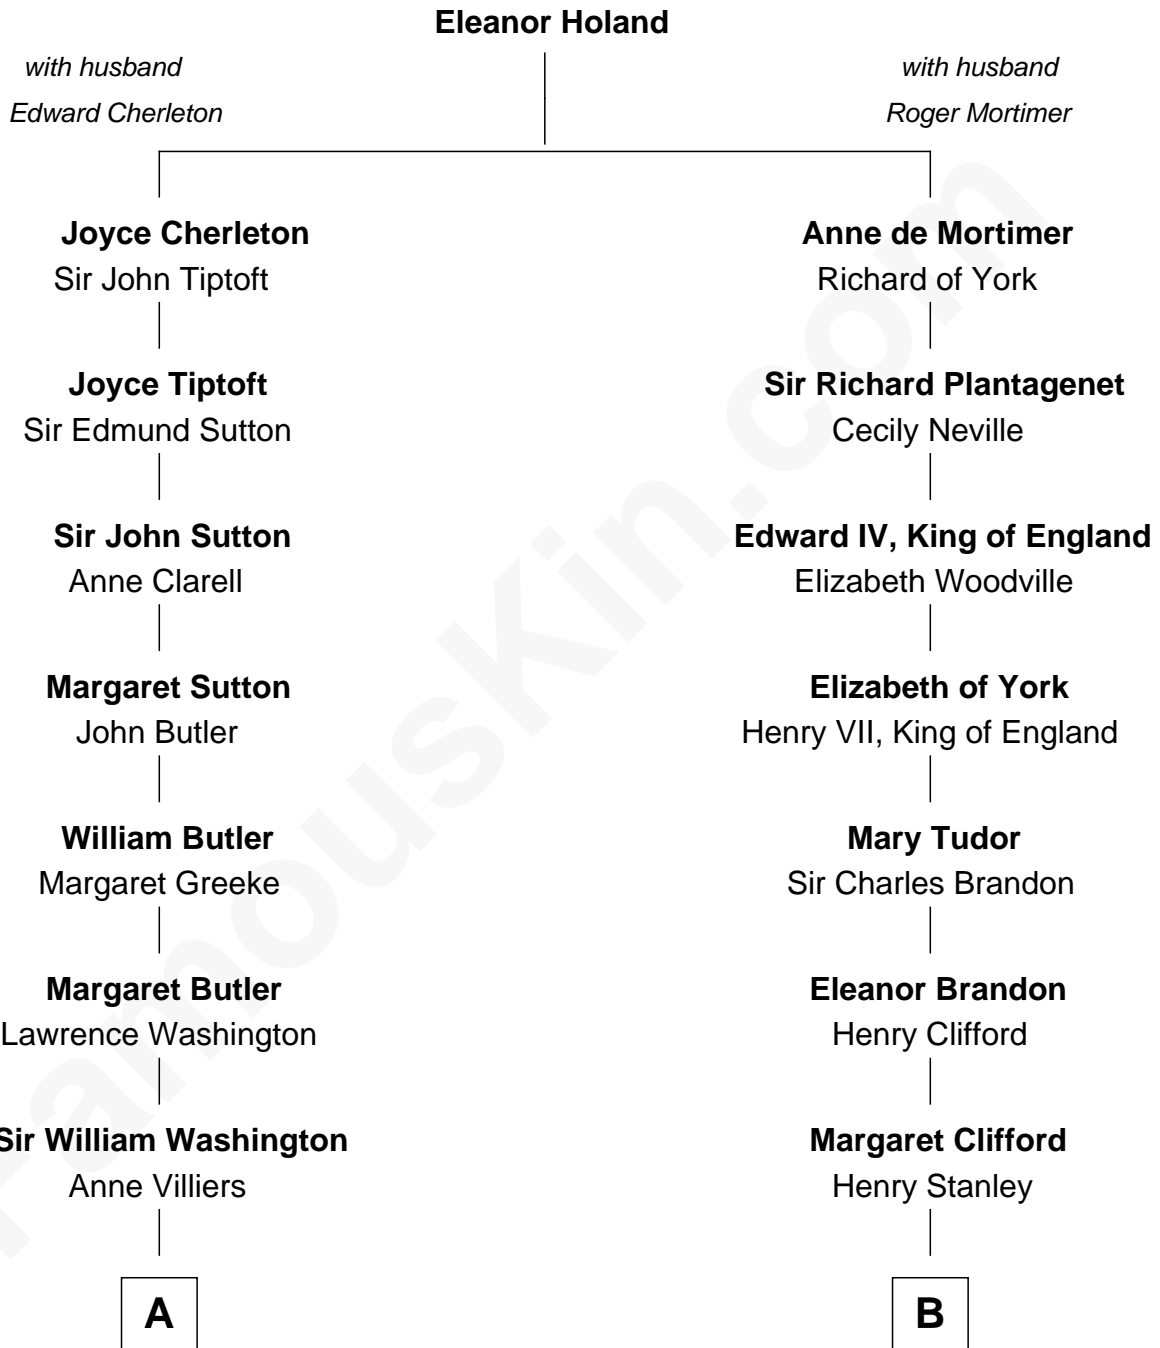 Eleanor Holand
with husband
Edward Cherleton
with husband
Roger Mortimer
Joyce Cherleton
Sir John Tiptoft
Anne de Mortimer
Richard of York
Joyce Tiptoft
Sir Edmund Sutton
Sir Richard Plantagenet
Cecily Neville
Sir John Sutton
Anne Clarell
Edward IV, King of England
Elizabeth Woodville
Margaret Sutton
John Butler
Elizabeth of York
Henry VII, King of England
William Butler
Margaret Greeke
Mary Tudor
Sir Charles Brandon
Margaret Butler
Lawrence Washington
Eleanor Brandon
Henry Clifford
Sir William Washington
Anne Villiers
Margaret Clifford
Henry Stanley
A
B
FamousKin.com